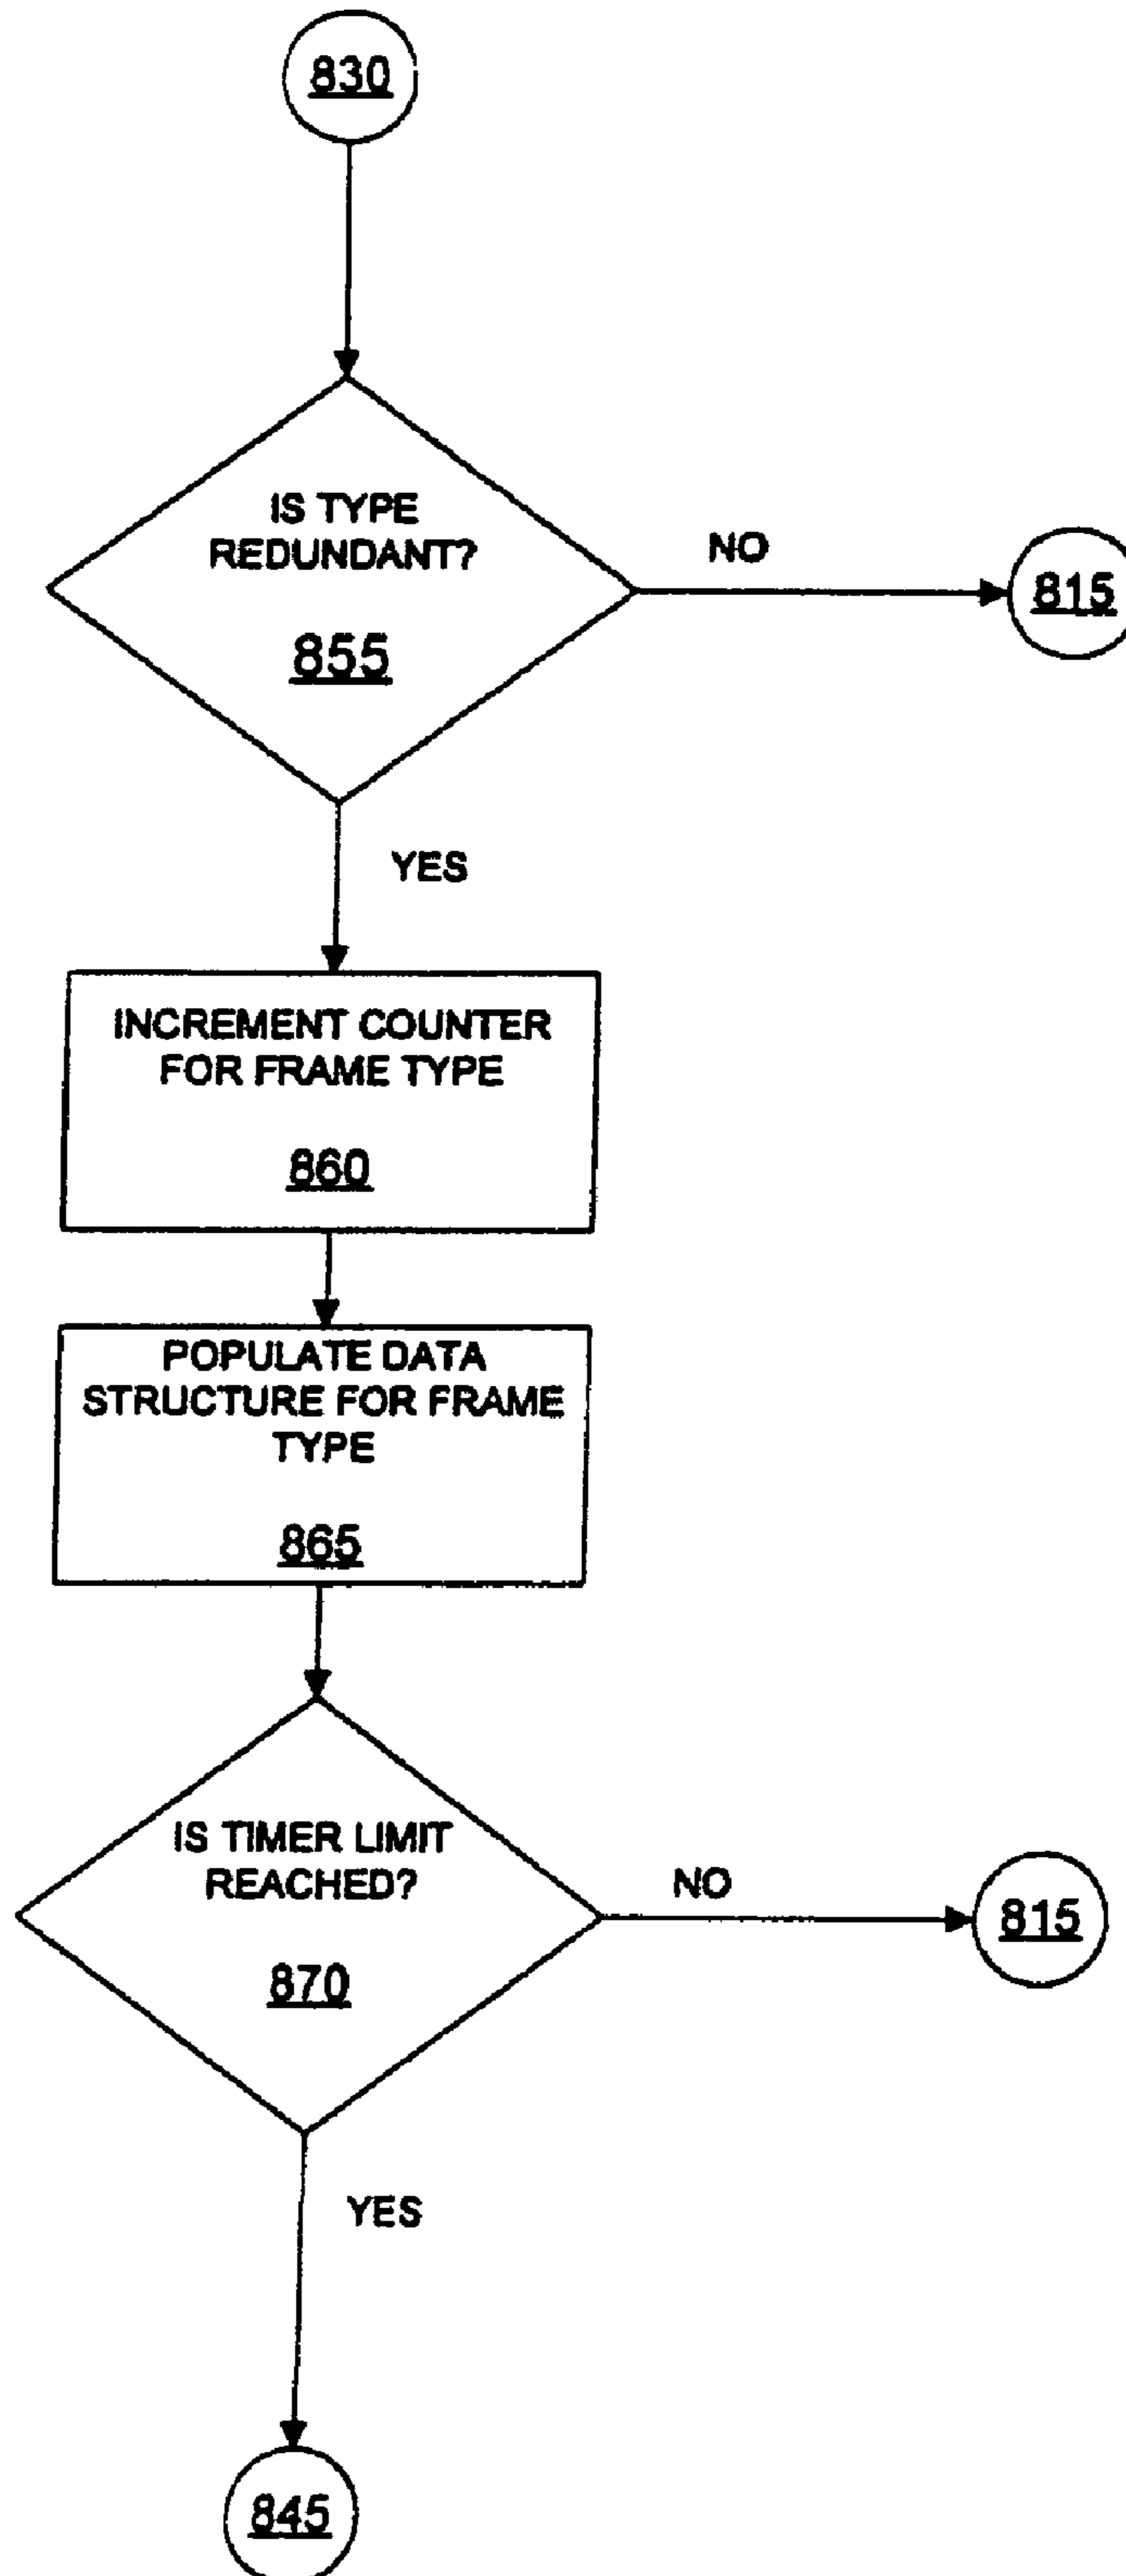 830
IS TYPE
REDUNDANT?
855
NO
815
YES
INCREMENT COUNTER
FOR FRAME TYPE
860
POPULATE DATA
STRUCTURE FOR FRAME
TYPE
865
IS TIMER LIMIT
REACHED?
870
NO
815
YES
845